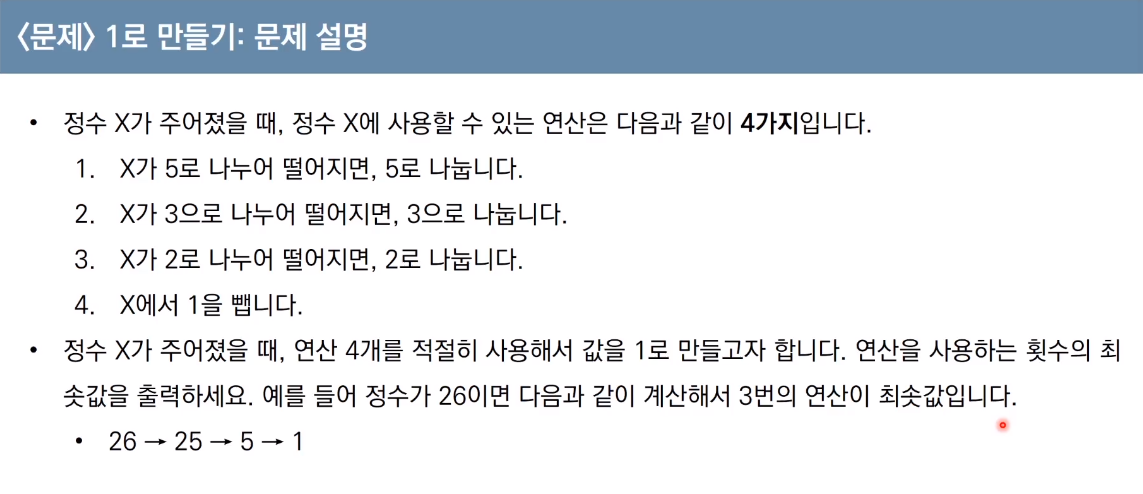 〈문제〉 1로 만들기: 문제 설명
• 정수 X가 주어졌을 때, 정수 X에 사용할 수 있는 연산은 다음과 같이 4가지입니다.
1. X가 5로 나누어 떨어지면, 5로 나눕니다.
2. X가 3으로 나누어 떨어지면, 3으로 나눕니다.
3. X가 2로 나누어 떨어지면, 2로 나눕니다.
4. X에서 1을 뺍니다.
• 정수 X가 주어졌을 때, 연산 4개를 적절히 사용해서 값을 1로 만들고자 합니다. 연산을 사용하는 횟수의 최
솟값을 출력하세요. 예를 들어 정수가 26이면 다음과 같이 계산해서 3번의 연산이 최솟값입니다.
• 26 → 25 → 5 → 1